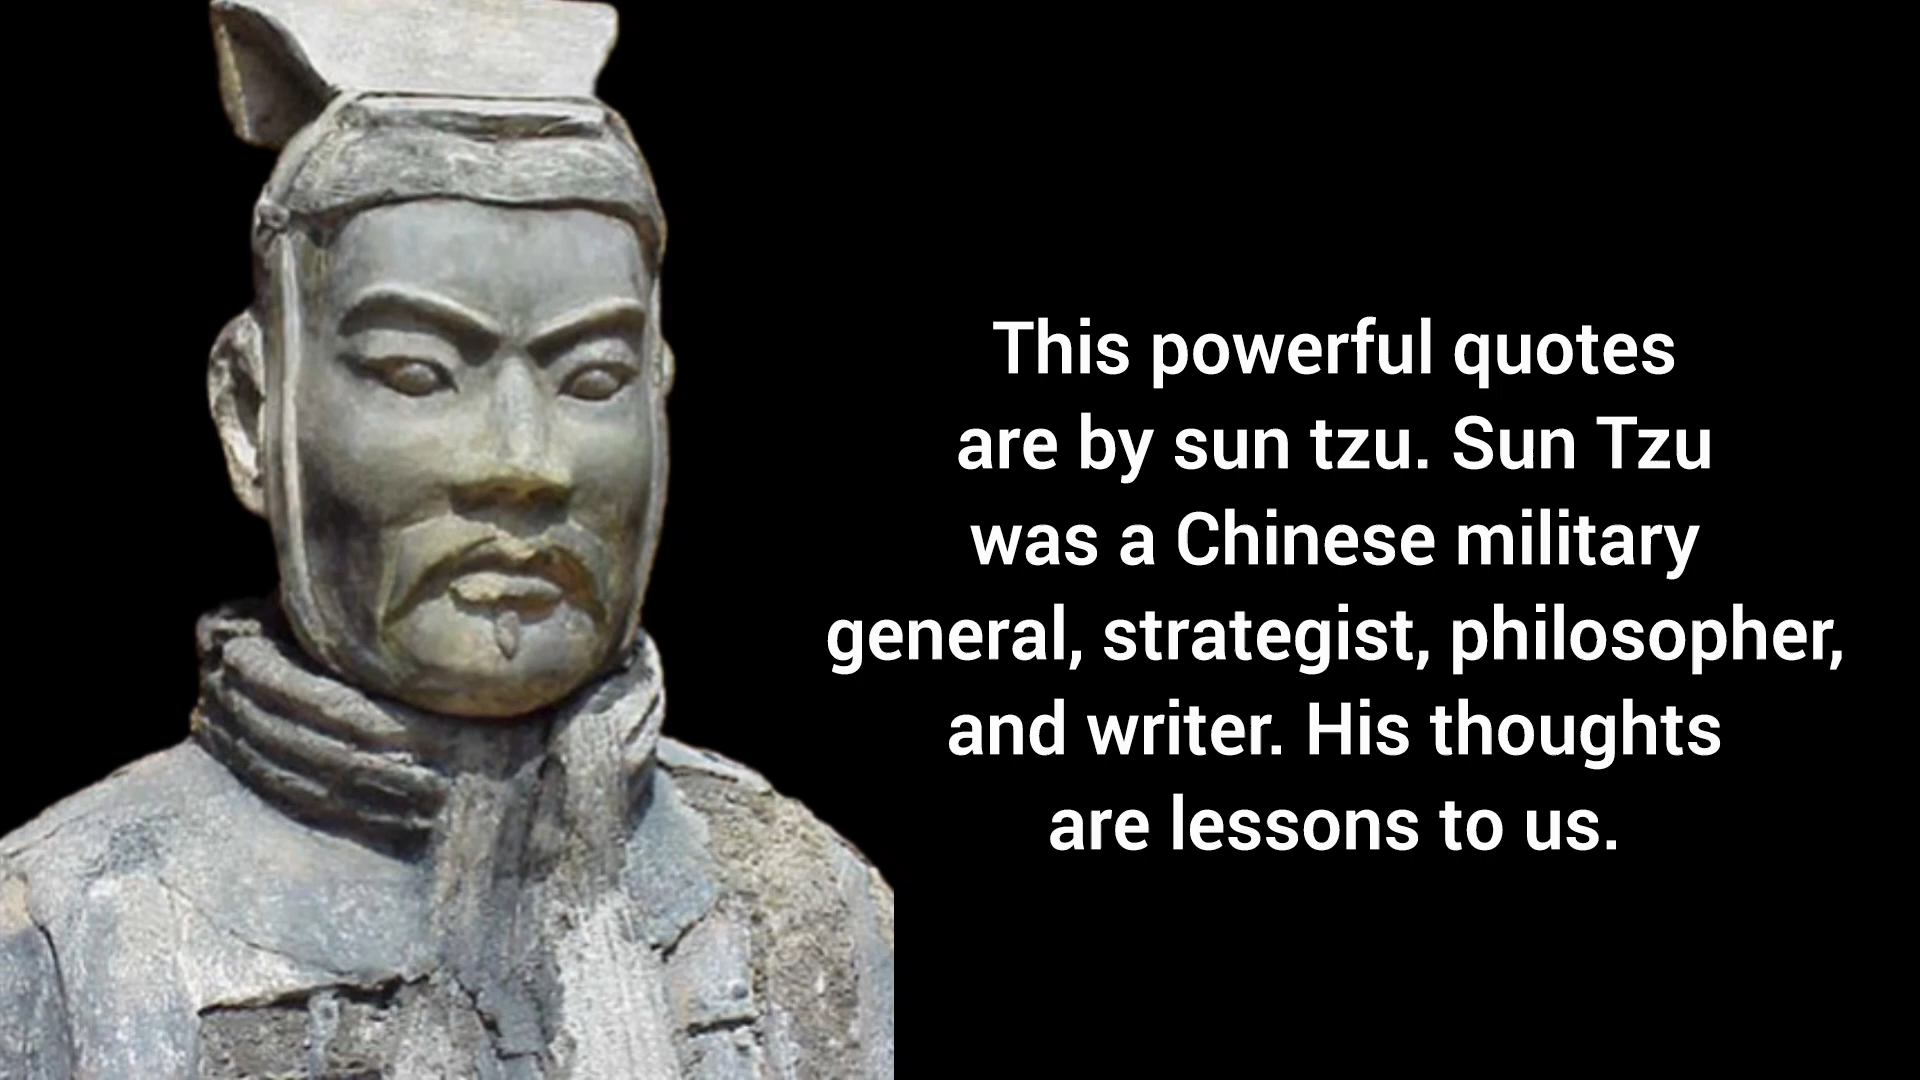 This powerful quotes
are by sun tzu. Sun Tzu
was a Chinese military
general, strategist, philosopher,
and writer. His thoughts
are lessons to us.